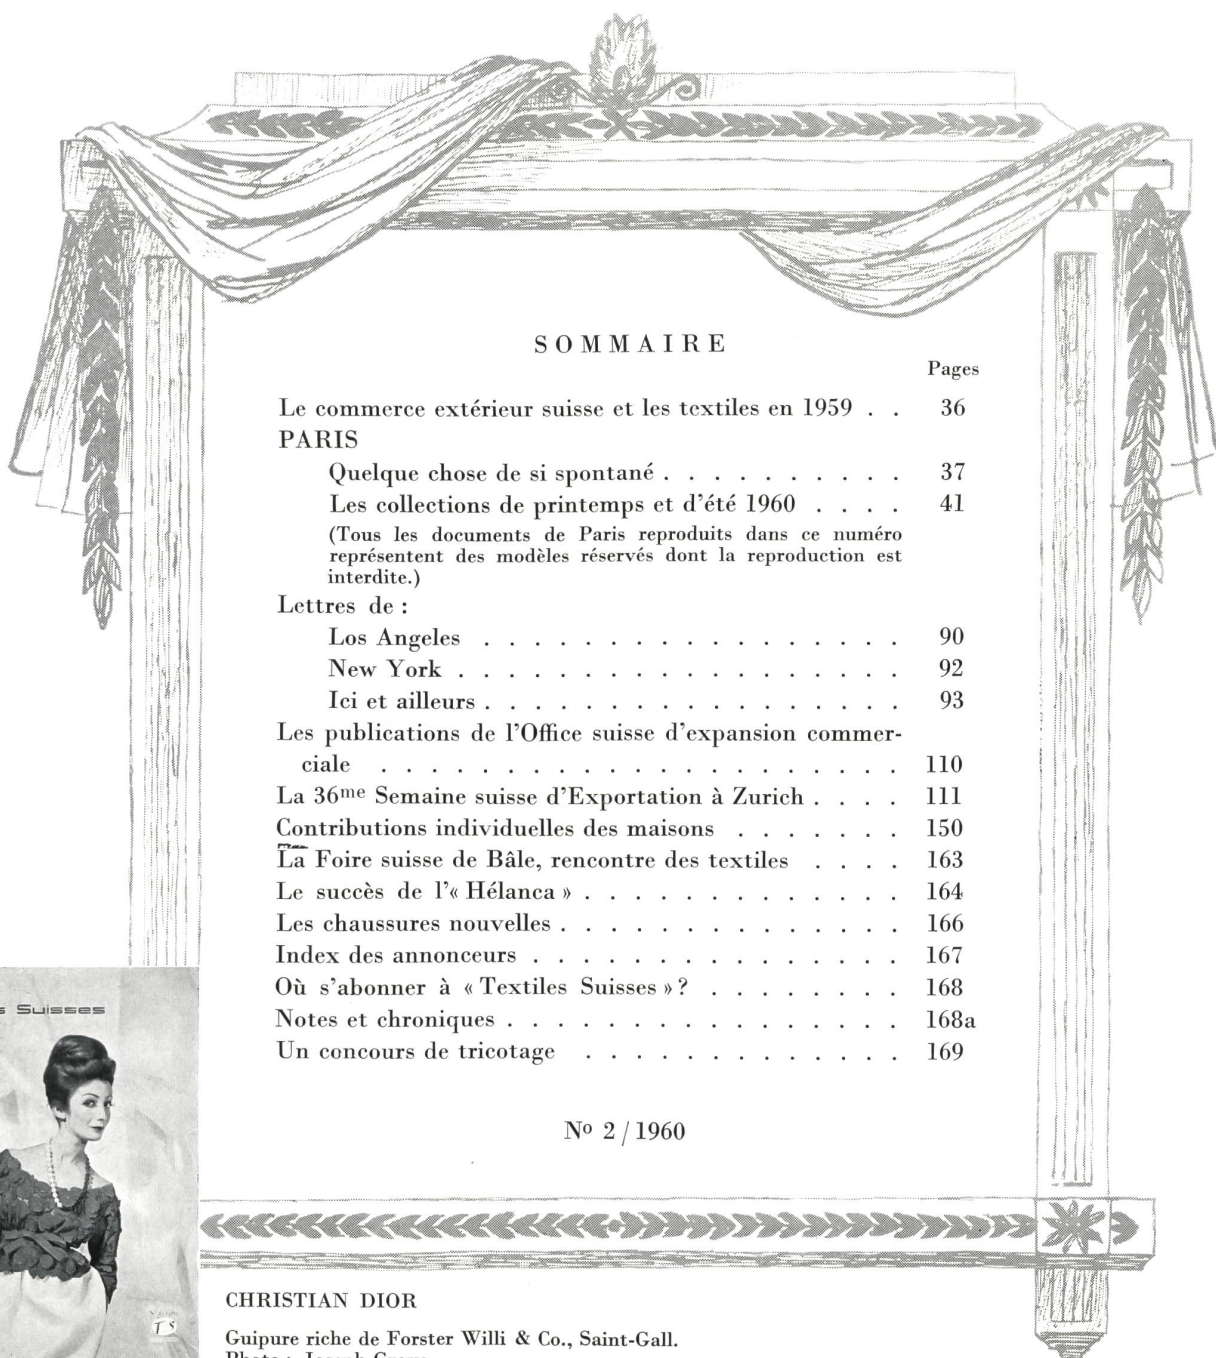 SOMMAIRE
Pages
Le commerce extérieur suisse et les textiles en 1959 . . 36
PARIS
Quelque chose de si spontané . . . . . . . . . . 37
Les collections de printemps et d'été 1960 . . . . 41
(Tous les documents de Paris reproduits dans ce numéro
représentent des modèles réservés dont la reproduction est
interdite.)
Lettres de :
Los Angeles . . . . . . . . . . . . . . . . . 90
New York . . . . . . . . . . . . . . . . . . 92
Ici et ailleurs . . . . . . . . . . . . . . . . . 93
Les publications de l'Office suisse d'expansion commer-
ciale . . . . . . . . . . . . . . . . . . . . . 110
La 36me Semaine suisse d'Exportation à Zurich . . . . 111
Contributions individuelles des maisons . . . . . . . 150
La Foire suisse de Bâle, rencontre des textiles . . . . 163
Le succès de l'« Hélanca » . . . . . . . . . . . . . 164
Les chaussures nouvelles . . . . . . . . . . . . . . 166
Index des annonceurs . . . . . . . . . . . . . . . 167
Où s'abonner à « Textiles Suisses » ? . . . . . . . . 168
Notes et chroniques . . . . . . . . . . . . . . . . 168a
Un concours de tricotage . . . . . . . . . . . . . 169
No 2 / 1960
s Suisses
TS
CHRISTIAN DIOR
Guipure riche de Forster Willi & Co., Saint-Gall.